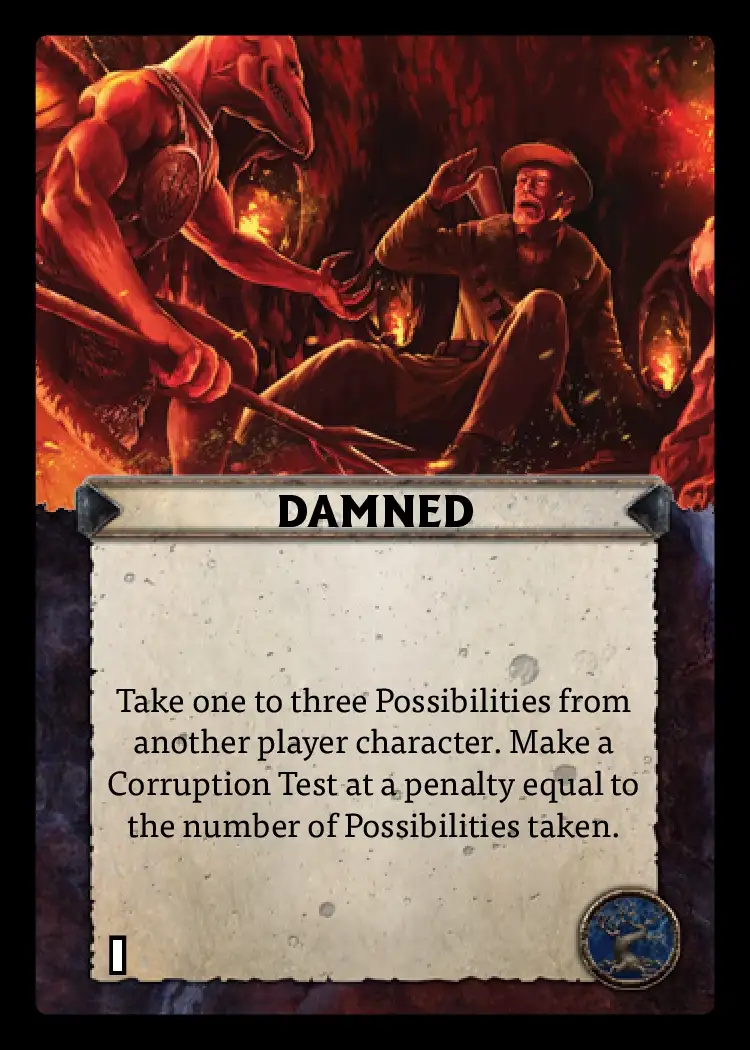 DAMNED
Take one to three Possibilities from
another player character. Make a
Corruption Test at a penalty equal to
the number of Possibilities taken.